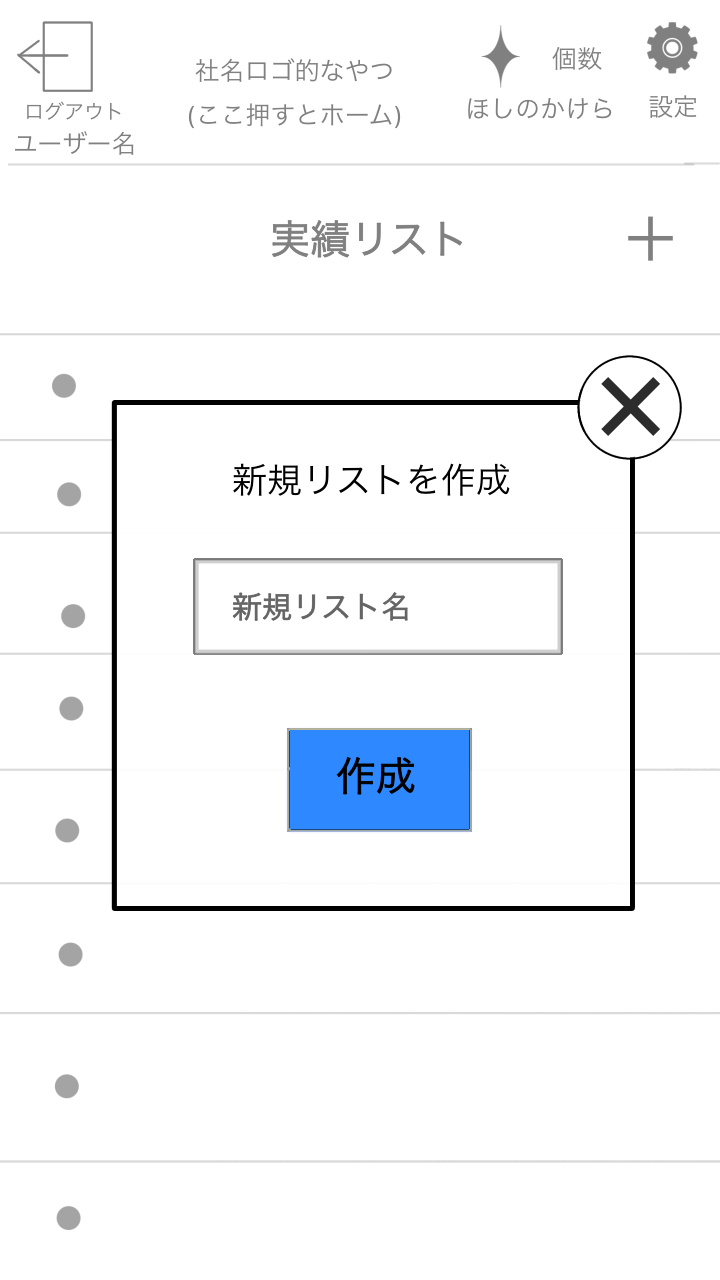 社名ロゴ的なやつ
個数
ログアウト
(ここ押すとホーム)
ほしのかけら
設定
ユーザー名
実績リスト
新規リストを作成
新規リスト名
作成